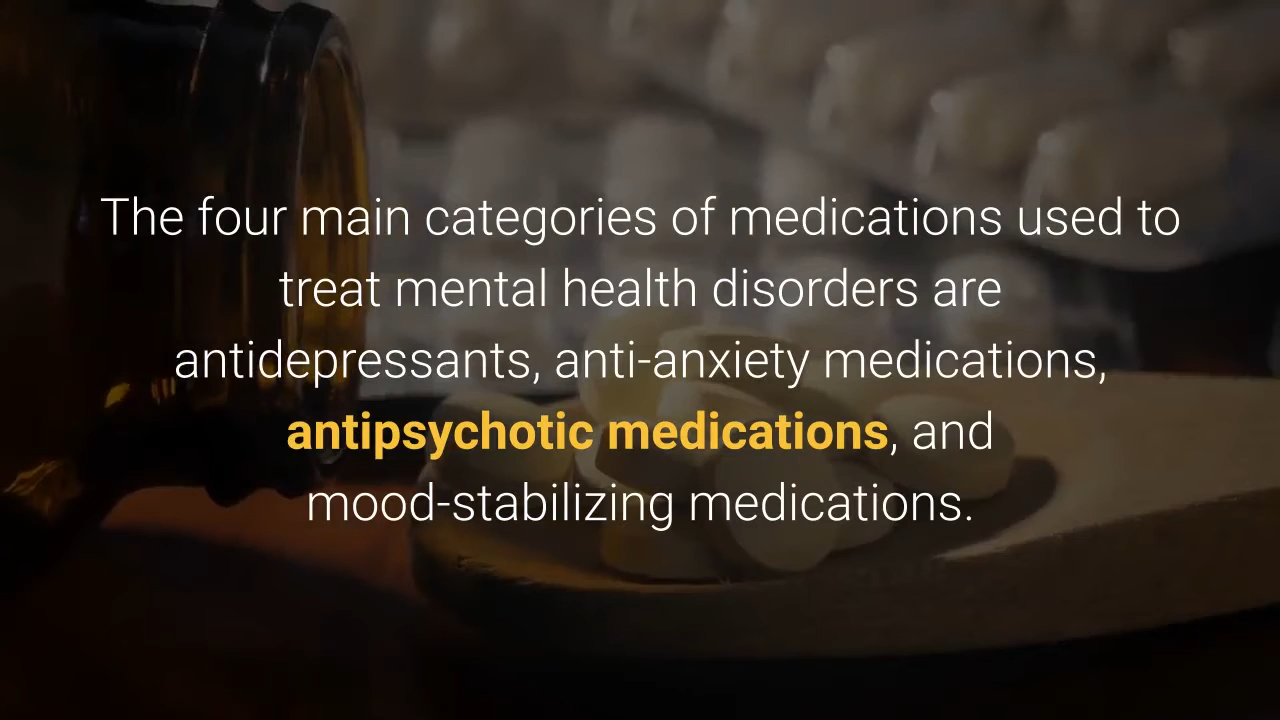 The four main categories of medications used to
treat mental health disorders are
antidepressants, anti-anxiety medications,
antipsychotic medications, and
mood-stabilizing medications.